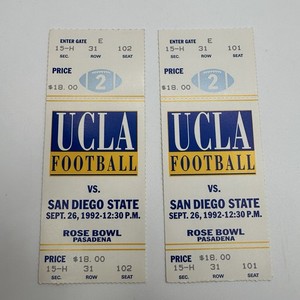 ENTER GATE E
15-H 31 102
SEC. ROW SEAT
PRICE
2
$18.00
UCLA
FOOTBALL
VS.
SAN DIEGO STATE
SEPT. 26, 1992-12:30 P.M.
ROSE BOWL
PASADENA
PRICE $18.00
15-H 31 102
SEC. ROW SEAT
ENTER GATE E
15-H 31 101
SEC. ROW SEAT
PRICE
2
$18.00
UCLA
FOOTBALL
VS.
SAN DIEGO STATE
SEPT. 26, 1992-12:30 P.M.
ROSE BOWL
PASADENA
PRICE $18.00
15-H 31 101
SEC. ROW SEAT